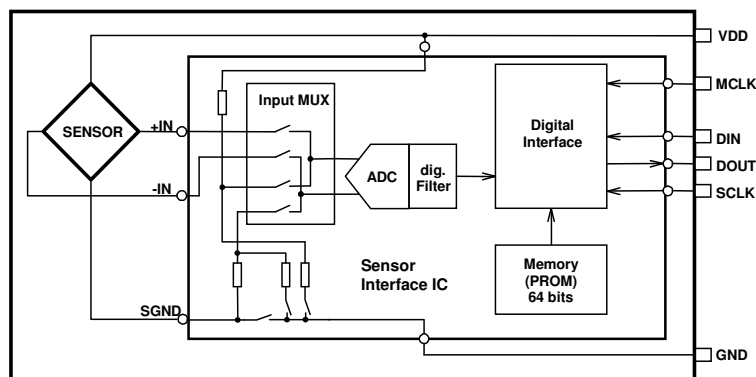 VDD
MCLK
Input MUX
SENSOR
+IN
Digital
Interface
DIN
DOUT
ADC
dig.
Filter
-IN
SCLK
Sensor
Interface IC
Memory
(PROM)
64 bits
SGND
GND